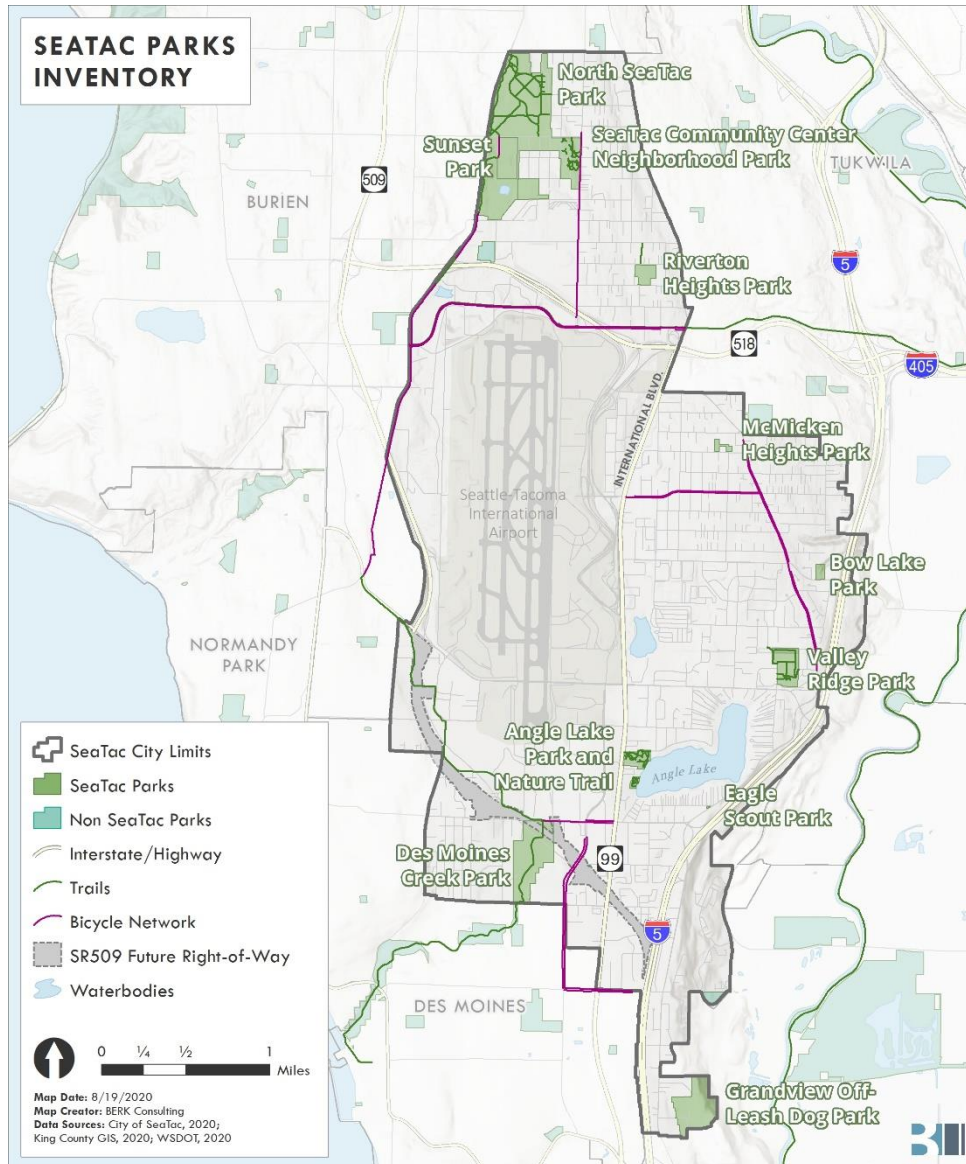 SEATAC PARKS
INVENTORY
North SeaTac
Park
Sunset
Park
SeaTac Community Center
Neighborhood Park
TUKWILA
509
BURIEN
5
Riverton
Heights Park
518
405
INTERNATIONAL BLVD.
McMicken
Heights Park
Seattle-Tacoma
International
Airport
Bow Lake
Park
NORMANDY
PARK
Valley
Ridge Park
Angle Lake
Park and
Nature Trail
Angle Lake
Eagle
Scout Park
Des Moines
Creek Park
99
5
DES MOINES
Grandview Off-
Leash Dog Park
SeaTac City Limits
SeaTac Parks
Non SeaTac Parks
Interstate/Highway
Trails
Bicycle Network
SR509 Future Right-of-Way
Waterbodies
0 ¼ ½ 1
Miles
Map Date: 8/19/2020
Map Creator: BERK Consulting
Data Sources: City of SeaTac, 2020;
King County GIS, 2020; WSDOT, 2020